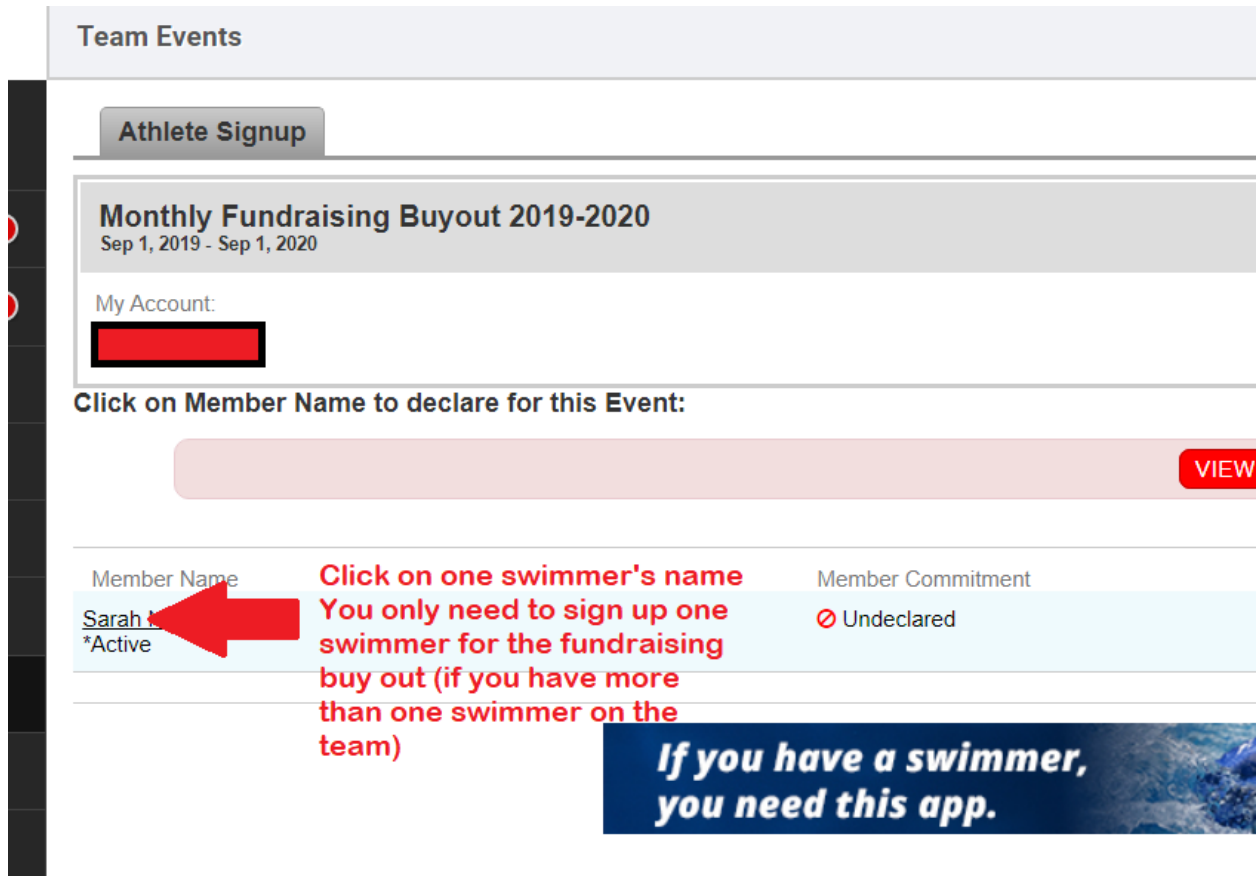 Team Events
Athlete Signup
Monthly Fundraising Buyout 2019-2020
Sep 1, 2019 - Sep 1, 2020
My Account:
Click on Member Name to declare for this Event:
VIEW
Member Name
Member Commitment
Sarah
*Active
Click on one swimmer's name
You only need to sign up one
swimmer for the fundraising
buy out (if you have more
than one swimmer on the
team)
Undeclared
If you have a swimmer,
you need this app.